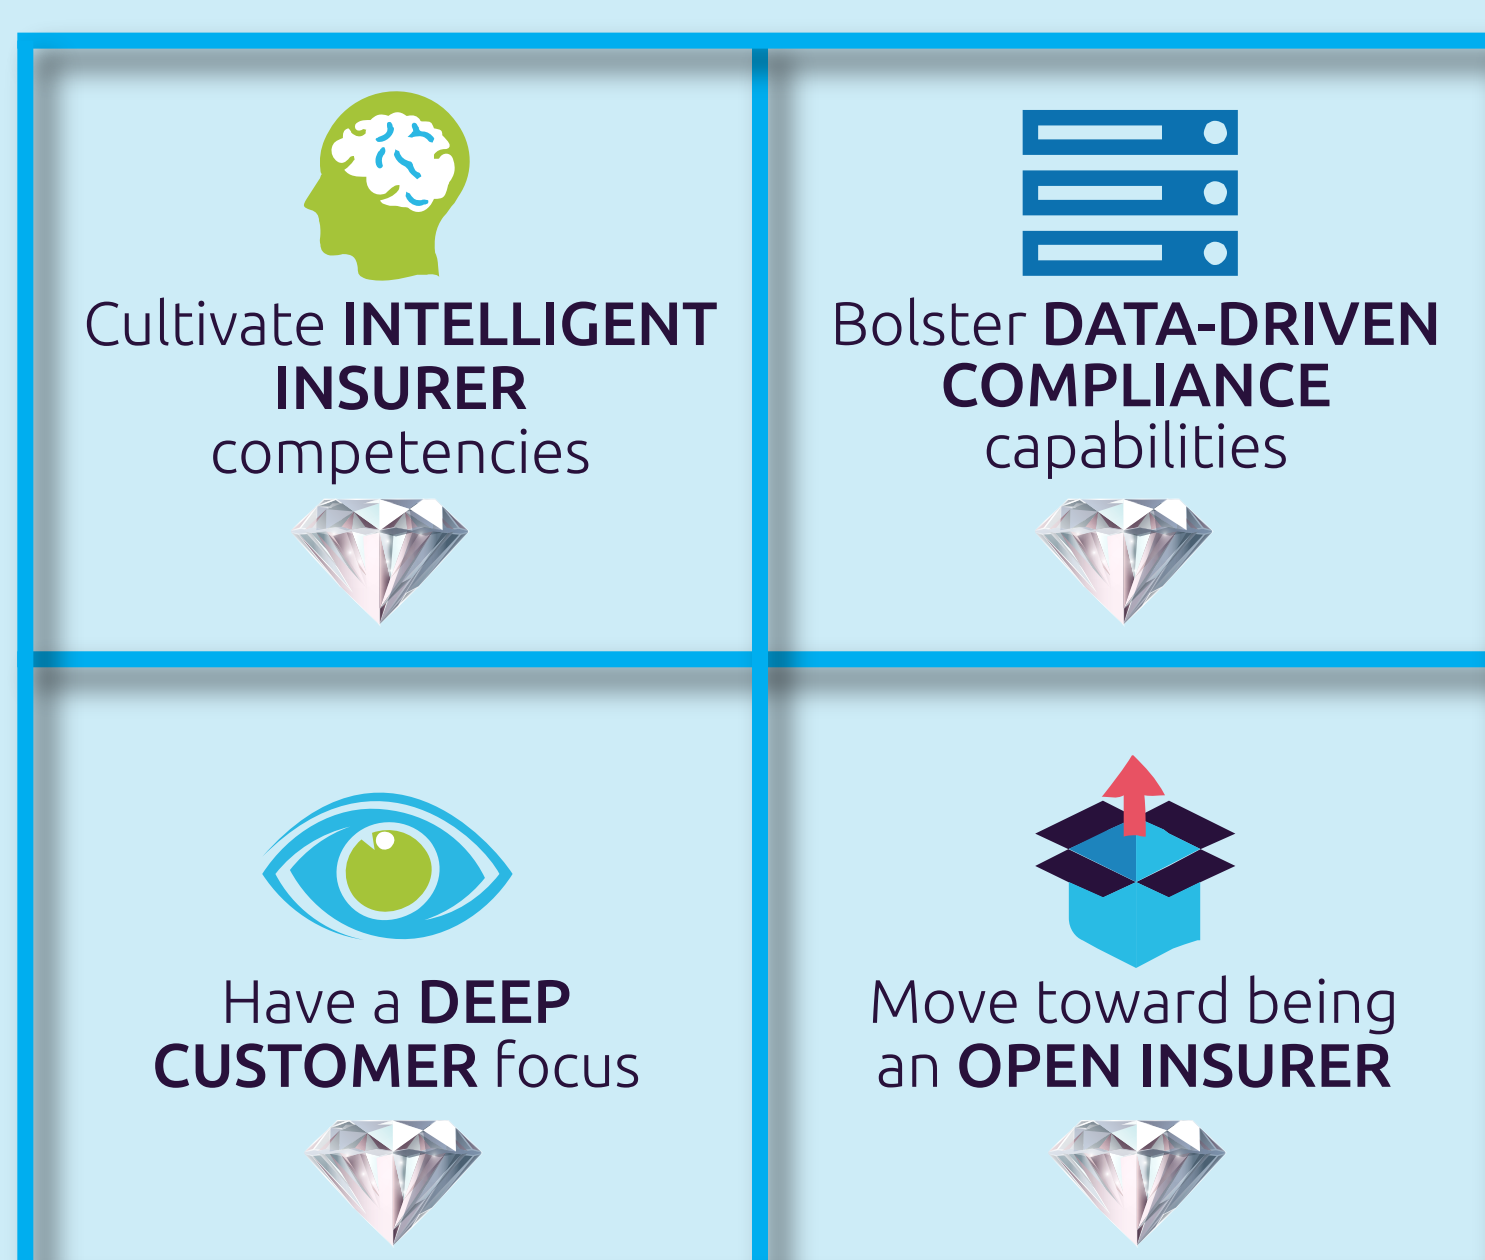 Cultivate INTELLIGENT
INSURER
competencies
Bolster DATA-DRIVEN
COMPLIANCE
capabilities
Have a DEEP
CUSTOMER focus
Move toward being
an OPEN INSURER